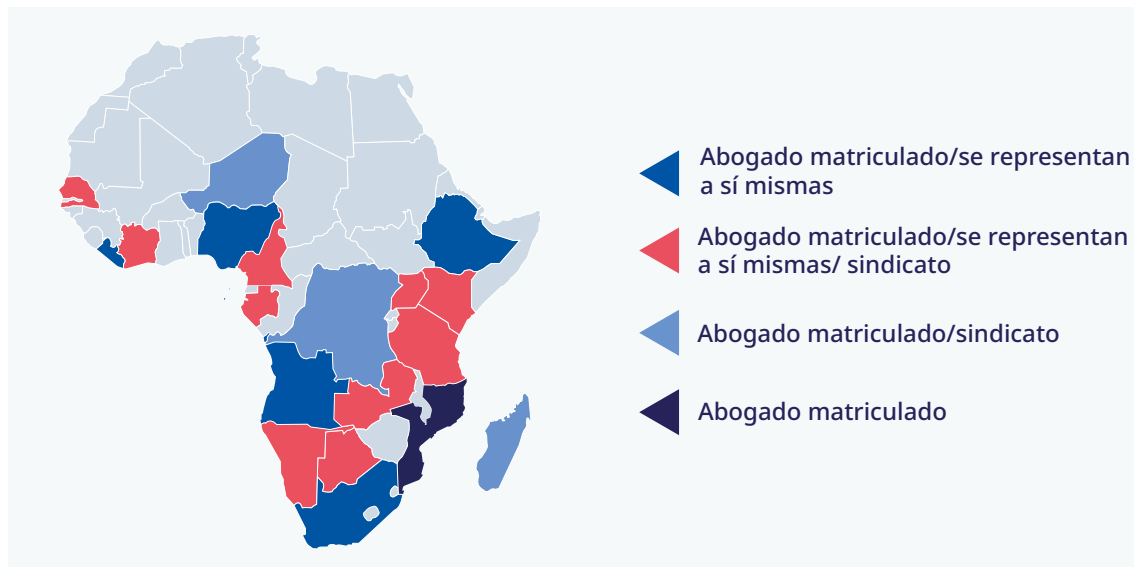 Abogado matriculado/se representan
a sí mismas
Abogado matriculado/se representan
a sí mismas/ sindicato
Abogado matriculado/sindicato
Abogado matriculado